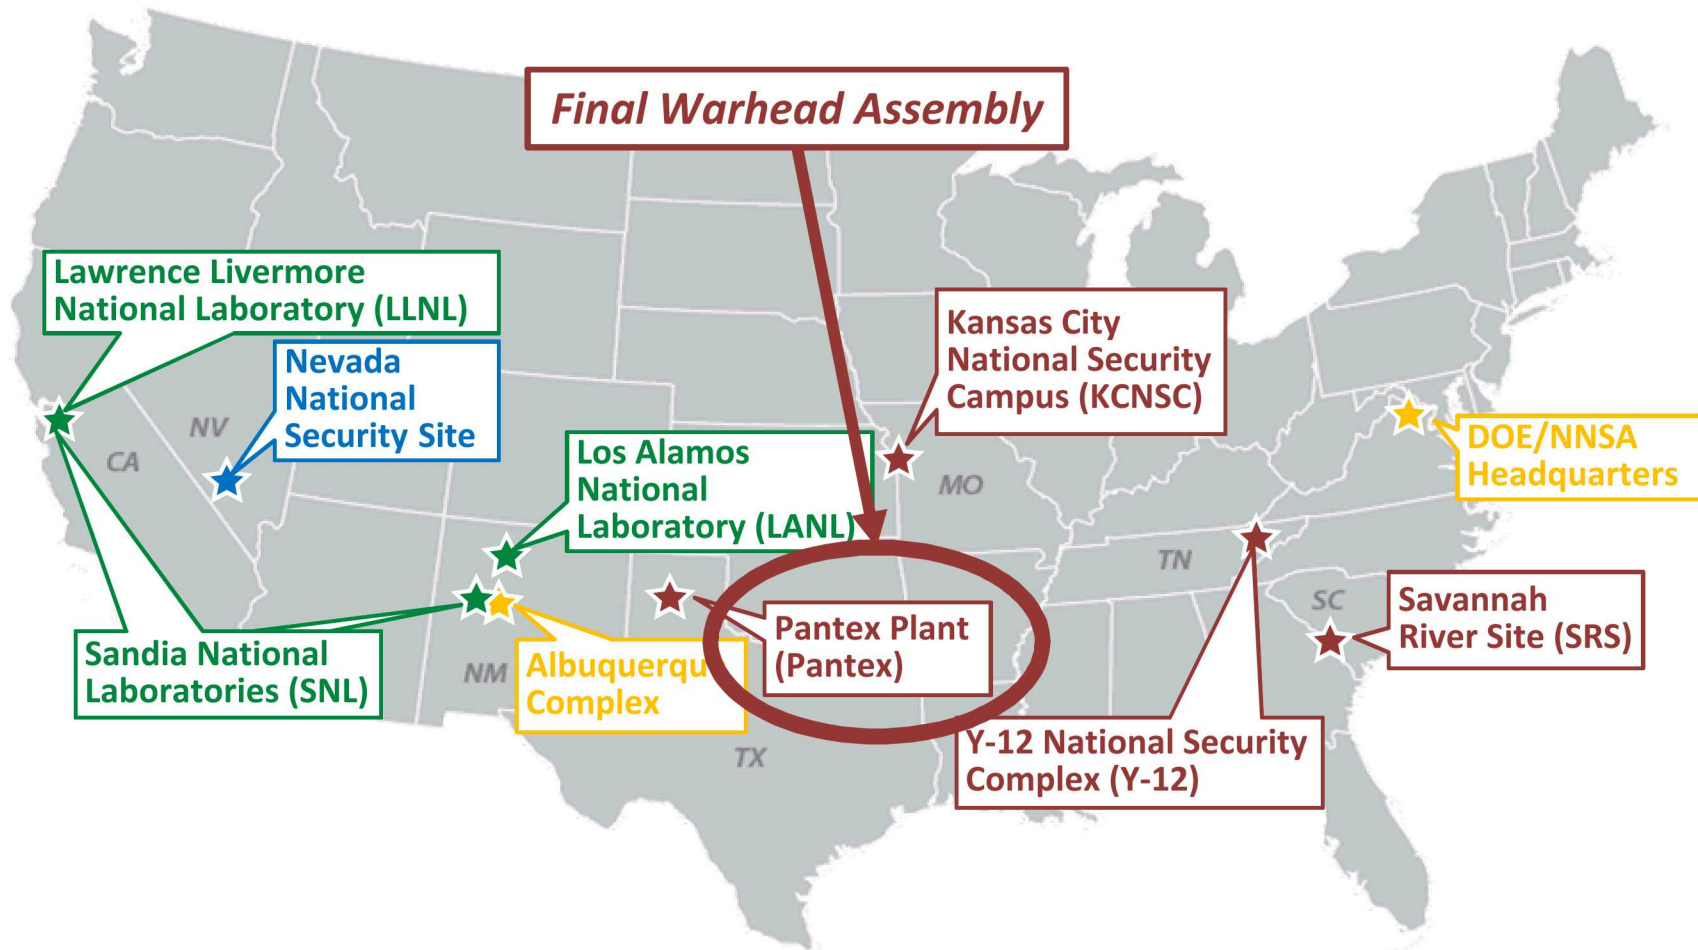 Final Warhead Assembly
Lawrence Livermore
National Laboratory (LLNL)
Nevada
National
Security Site
Kansas City
National Security
Campus (KCNSC)
NV
CA
Los Alamos
National
Laboratory (LANL)
MO
DOE/NNSA
Headquarters
TN
SC
Savannah
River Site (SRS)
Pantex Plant
(Pantex)
Sandia National
Laboratories (SNL)
NM
Albuquerqu
Complex
TX
Y-12 National Security
Complex (Y-12)